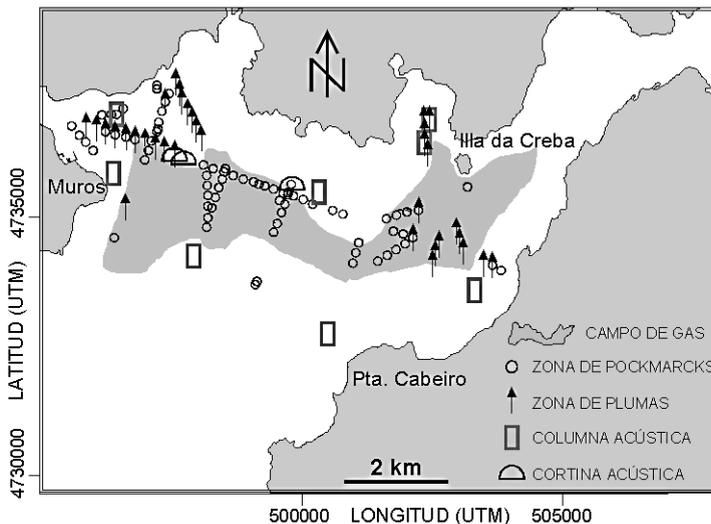 N
Illa da Creba
Muros
4735000
LATITUD (UTM)
CAMPO DE GAS
ZONA DE POCKMARCKS
Pta. Cabeiro
ZONA DE PLUMAS
COLUMNA ACÚSTICA
2 km
CORTINA ACÚSTICA
4730000
500000
LONGITUD (UTM)
505000